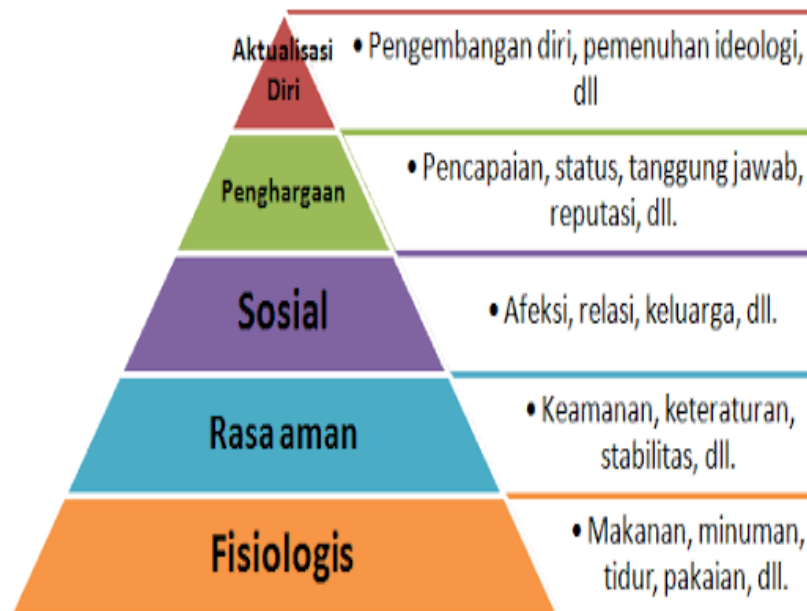 Aktualisasi
Diri
• Pengembangan diri, pemenuhan ideologi,
dll
Penghargaan
• Pencapaian, status, tanggung jawab,
reputasi, dll.
Sosial
• Afeksi, relasi, keluarga, dll.
Rasa aman
• Keamanan, keteraturan,
stabilitas, dll.
Fisiologis
• Makanan, minuman,
tidur, pakaian, dll.